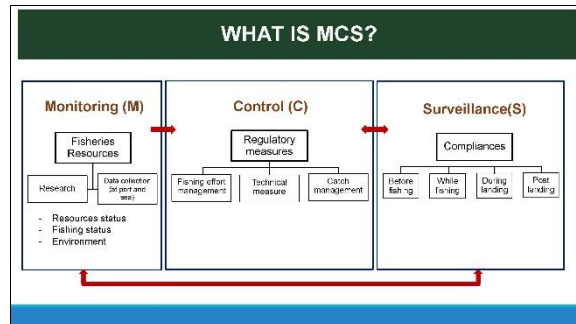 WHAT IS MCS?
Monitoring (M)
Fisheries
Resources
Research
Data collection
(at port and
sea)
- Resources status
- Fishing status
- Environment
Control (C)
Regulatory
measures
Fishing effort
management
Technical
measure
Catch
management
Surveillance(S)
Compliances
Before
fishing
While
fishing
During
landing
Post
landing